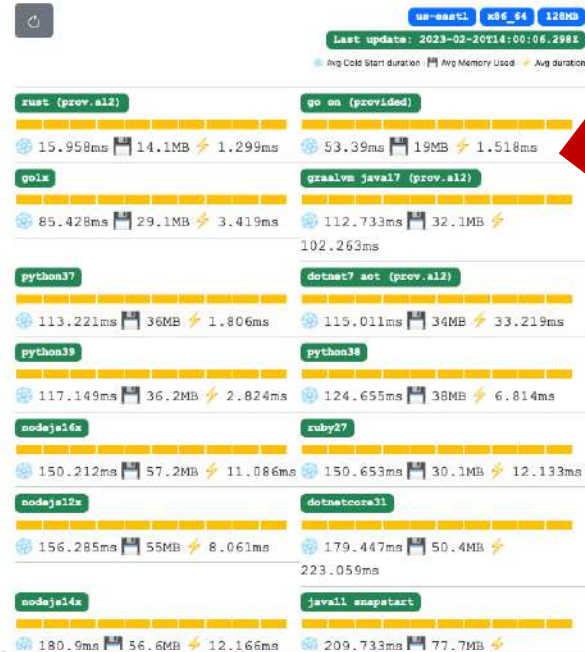 us-east1 x86_64 128MB
Last update: 2023-02-20T14:00:06.298Z
Avg Cold Start duration - Avg Memory Used - Avg duration
rust (prov.al2)
15.958ms 14.1MB 1.299ms
go on (provided)
53.39ms 19MB 1.518ms
go1x
85.428ms 29.1MB 3.419ms
graalvm java17 (prov.al2)
112.733ms 32.1MB
102.263ms
python37
113.221ms 36MB 1.806ms
dotnet7 aot (prov.al2)
115.011ms 34MB 33.219ms
python39
117.149ms 36.2MB 2.824ms
python38
124.655ms 38MB 6.814ms
nodejs16x
150.212ms 57.2MB 11.086ms
ruby27
150.653ms 30.1MB 12.133ms
nodejs12x
156.285ms 55MB 8.061ms
dotnetcore31
179.447ms 50.4MB
223.059ms
nodejs14x
180.9ms 56.6MB 12.166ms
java11 snapstart
209.733ms 77.7MB